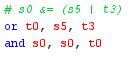 # s0 &= (s5 | t3)
or t0, s5, t3
and s0, s0, t0